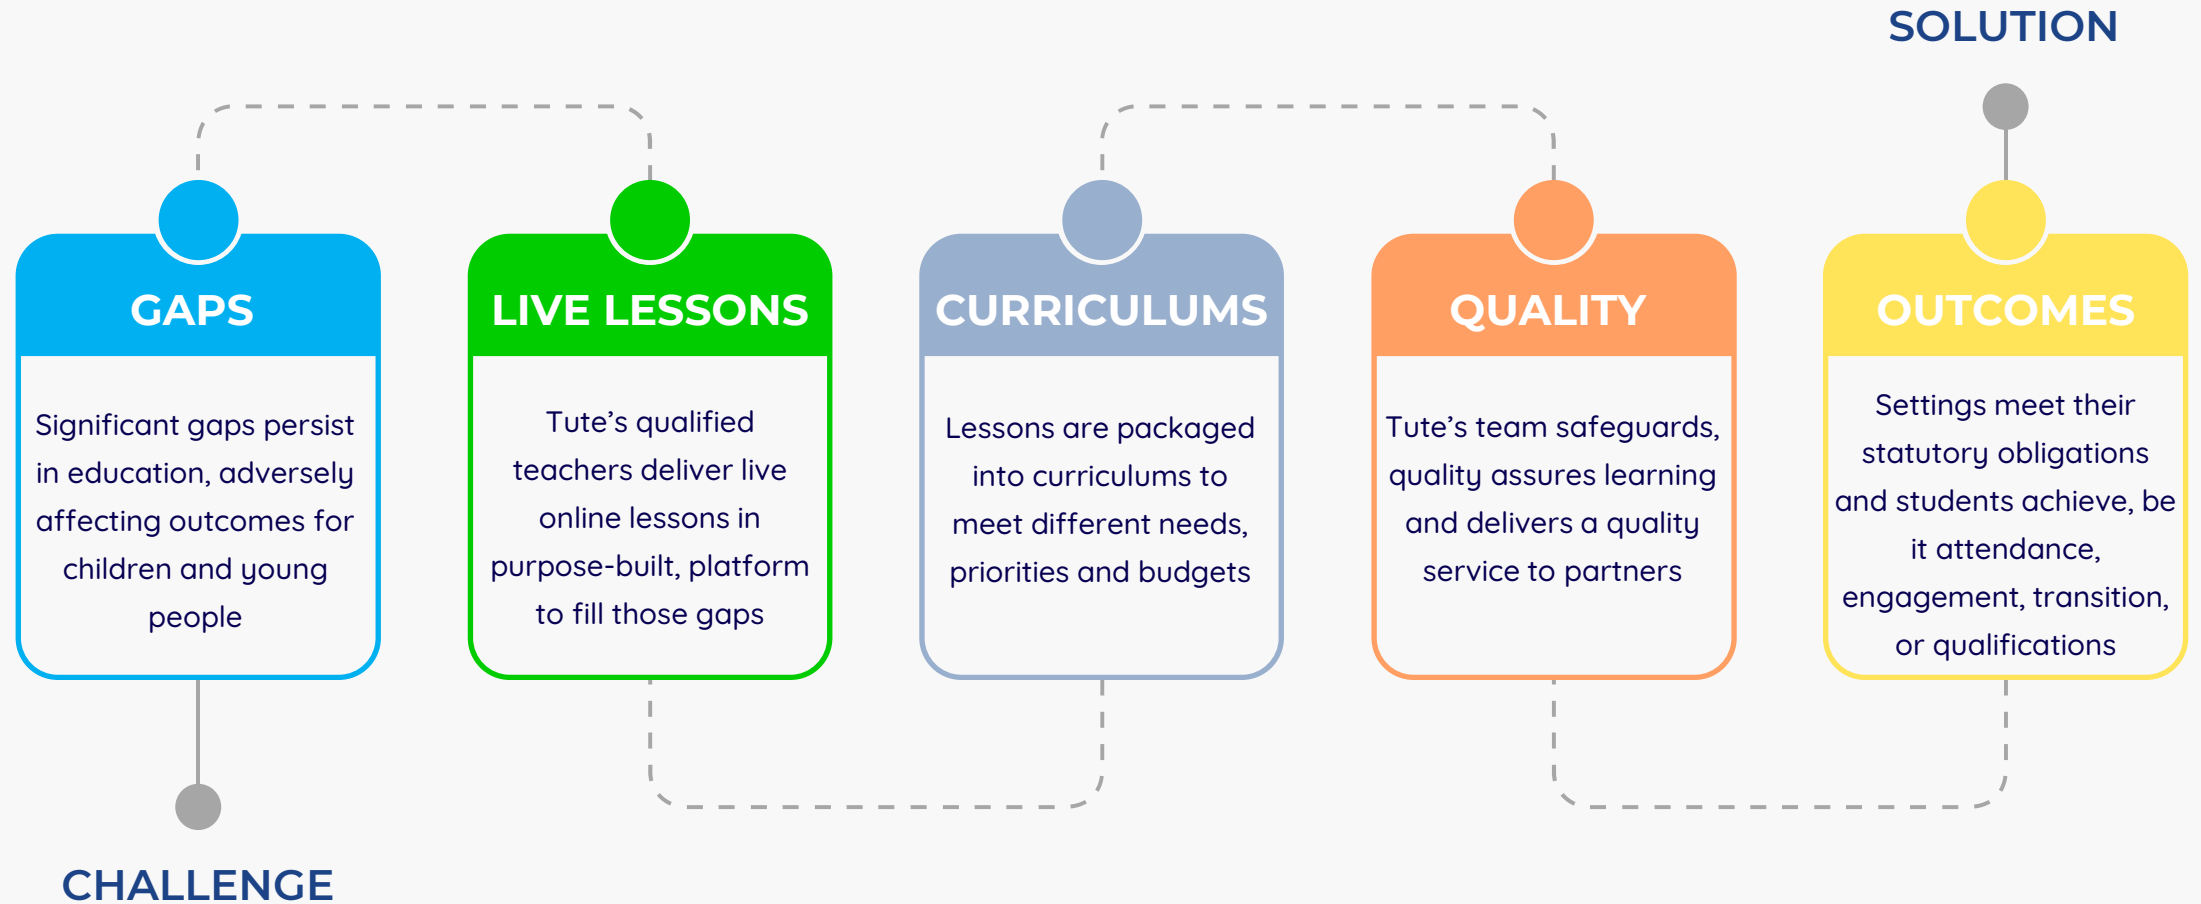 SOLUTION
GAPS
Significant gaps persist
in education, adversely
affecting outcomes for
children and young
people
LIVE LESSONS
Tute’s qualified
teachers deliver live
online lessons in
purpose-built, platform
to fill those gaps
CURRICULUMS
Lessons are packaged
into curriculums to
meet different needs,
priorities and budgets
QUALITY
Tute’s team safeguards,
quality assures learning
and delivers a quality
service to partners
OUTCOMES
Settings meet their
statutory obligations
and students achieve, be
it attendance,
engagement, transition,
or qualifications
CHALLENGE